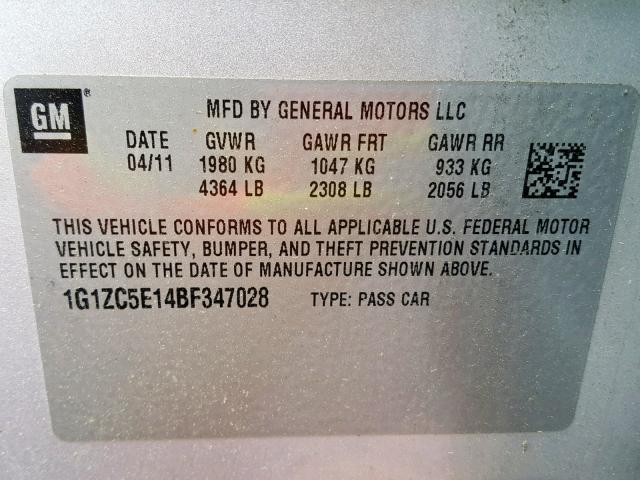 GM®
MFD BY GENERAL MOTORS LLC
DATE GVWR GAWR FRT GAWR RR
04/11 1980 KG 1047 KG 933 KG
4364 LB 2308 LB 2056 LB
THIS VEHICLE CONFORMS TO ALL APPLICABLE U.S. FEDERAL MOTOR
VEHICLE SAFETY, BUMPER, AND THEFT PREVENTION STANDARDS IN
EFFECT ON THE DATE OF MANUFACTURE SHOWN ABOVE.
1G1ZC5E14BF347028 TYPE: PASS CAR